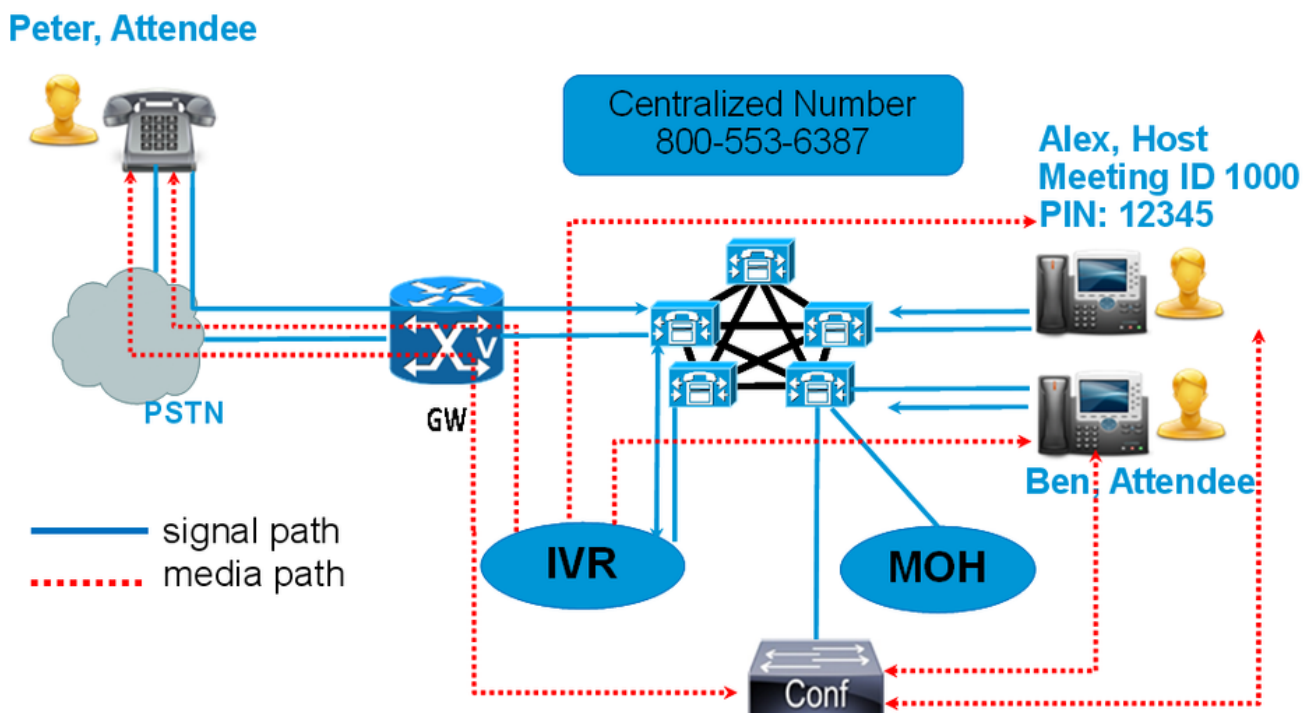 Peter, Attendee
Centralized Number
800-553-6387
Alex, Host
Meeting ID 1000
PIN: 12345
V
PSTN
GW
Ben, Attendee
signal path
media path
IVR
MOH
Conf